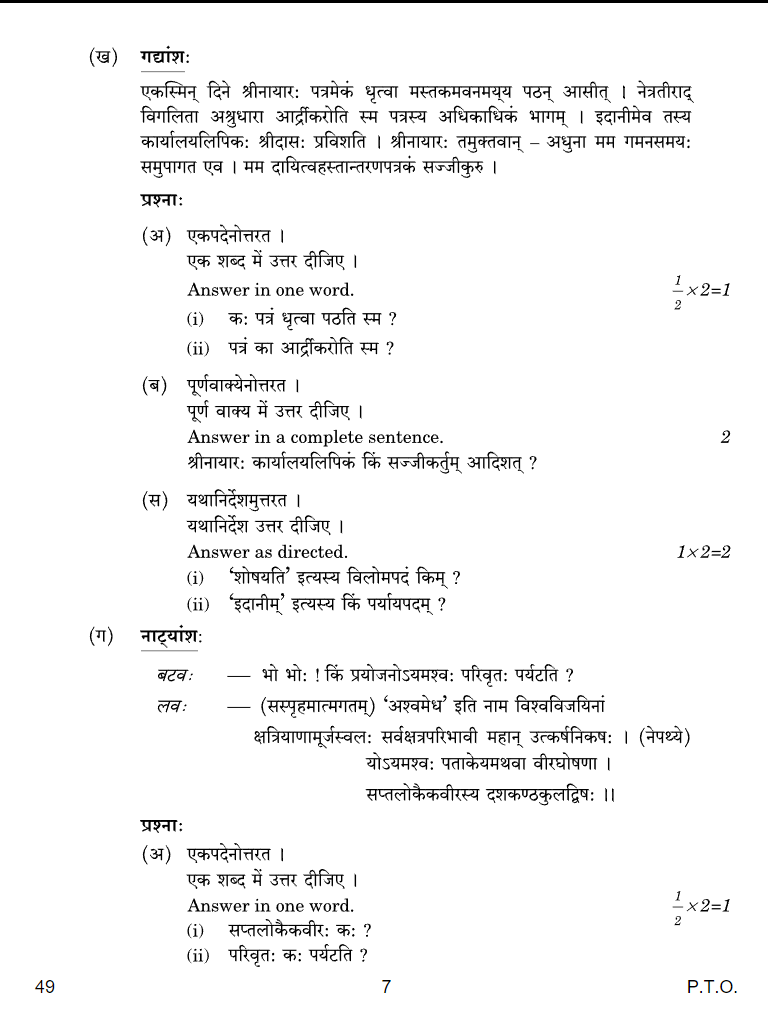 (ख) गद्यांश:
एकस्मिन् दिने श्रीनायार: पत्रमेकं धृत्वा मस्तकमवनमय्य पठन् आसीत् । नेत्रतीराद्
विगलिता अश्रुधारा आर्द्रीकरोति स्म पत्रस्य अधिकाधिकं भागम् । इदानीमेव तस्य
कार्यालयलिपिक: श्रीदास: प्रविशति । श्रीनायार: तमुक्तवान् – अधुना मम गमनसमय:
समुपागत एव । मम दायित्वहस्तान्तरणपत्रकं सज्जीकुरु ।
प्रश्ना:
(अ) एकपदेनोत्तरत ।
एक शब्द में उत्तर दीजिए ।
Answer in one word. 1/2 ×2=1
(i) क: पत्रं धृत्वा पठति स्म ?
(ii) पत्रं का आर्द्रीकरोति स्म ?
(ब) पूर्णवाक्येनोत्तरत ।
पूर्ण वाक्य में उत्तर दीजिए ।
Answer in a complete sentence. 2
श्रीनायार: कार्यालयलिपिकं किं सज्जीकर्तुम् आदिशत् ?
(स) यथानिर्देशमुत्तरत ।
यथानिर्देश उत्तर दीजिए ।
Answer as directed. 1×2=2
(i) ‘शोषयति’ इत्यस्य विलोमपदं किम् ?
(ii) ‘इदानीम्’ इत्यस्य किं पर्यायपदम् ?
(ग) नाट्यांश:
बटव: — भो भो: ! किं प्रयोजनोऽयमश्व: परिवृत: पर्यटति ?
लव: — (सस्पृहमात्मगतम्) ‘अश्वमेध’ इति नाम विश्वविजयिनां
क्षत्रियाणामूर्जस्वल: सर्वक्षत्रपरिभावी महान् उत्कर्षनिकष: । (नेपथ्ये)
योऽयमश्व: पताकेयमथवा वीरघोषणा ।
सप्तलोकैकवीरस्य दशकण्ठकुलद्विष: ।।
प्रश्ना:
(अ) एकपदेनोत्तरत ।
एक शब्द में उत्तर दीजिए ।
Answer in one word. 1/2 ×2=1
(i) सप्तलोकैकवीर: क: ?
(ii) परिवृत: क: पर्यटति ?
49 7 P.T.O.